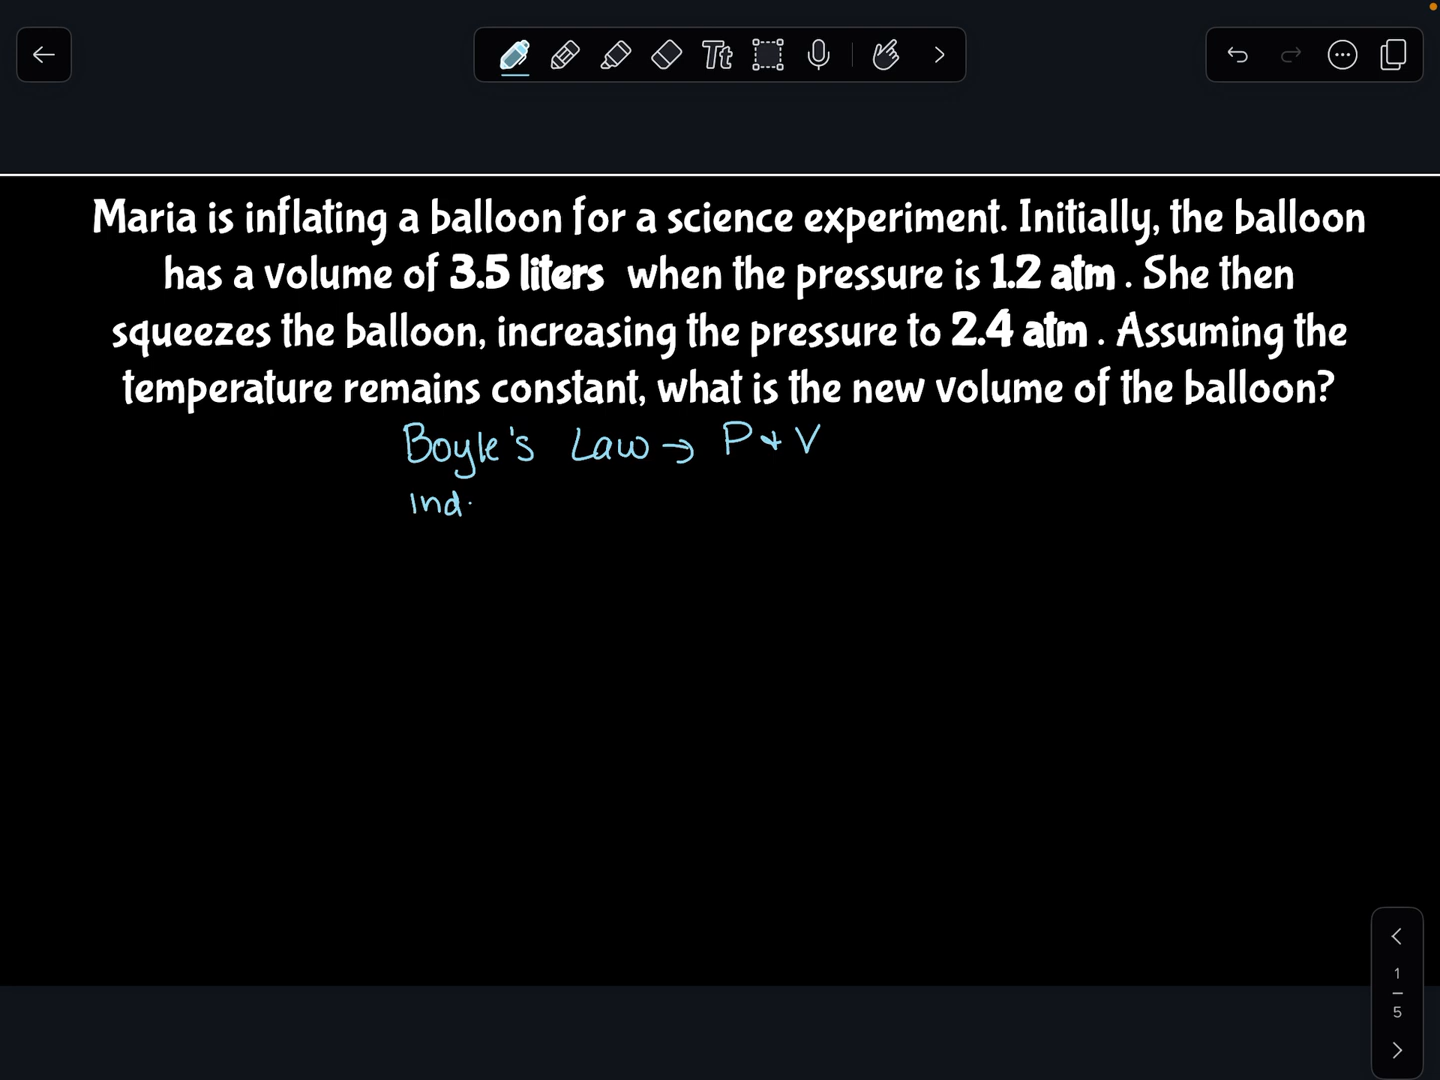 Tt
Maria is inflating a balloon for a science experiment. Initially, the balloon
has a volume of 3.5 liters when the pressure is 1.2 atm . She then
squeezes the balloon, increasing the pressure to 2.4 atm . Assuming the
temperature remains constant, what is the new volume of the balloon?
Boyle's Law → P + V
Ind.
1
5